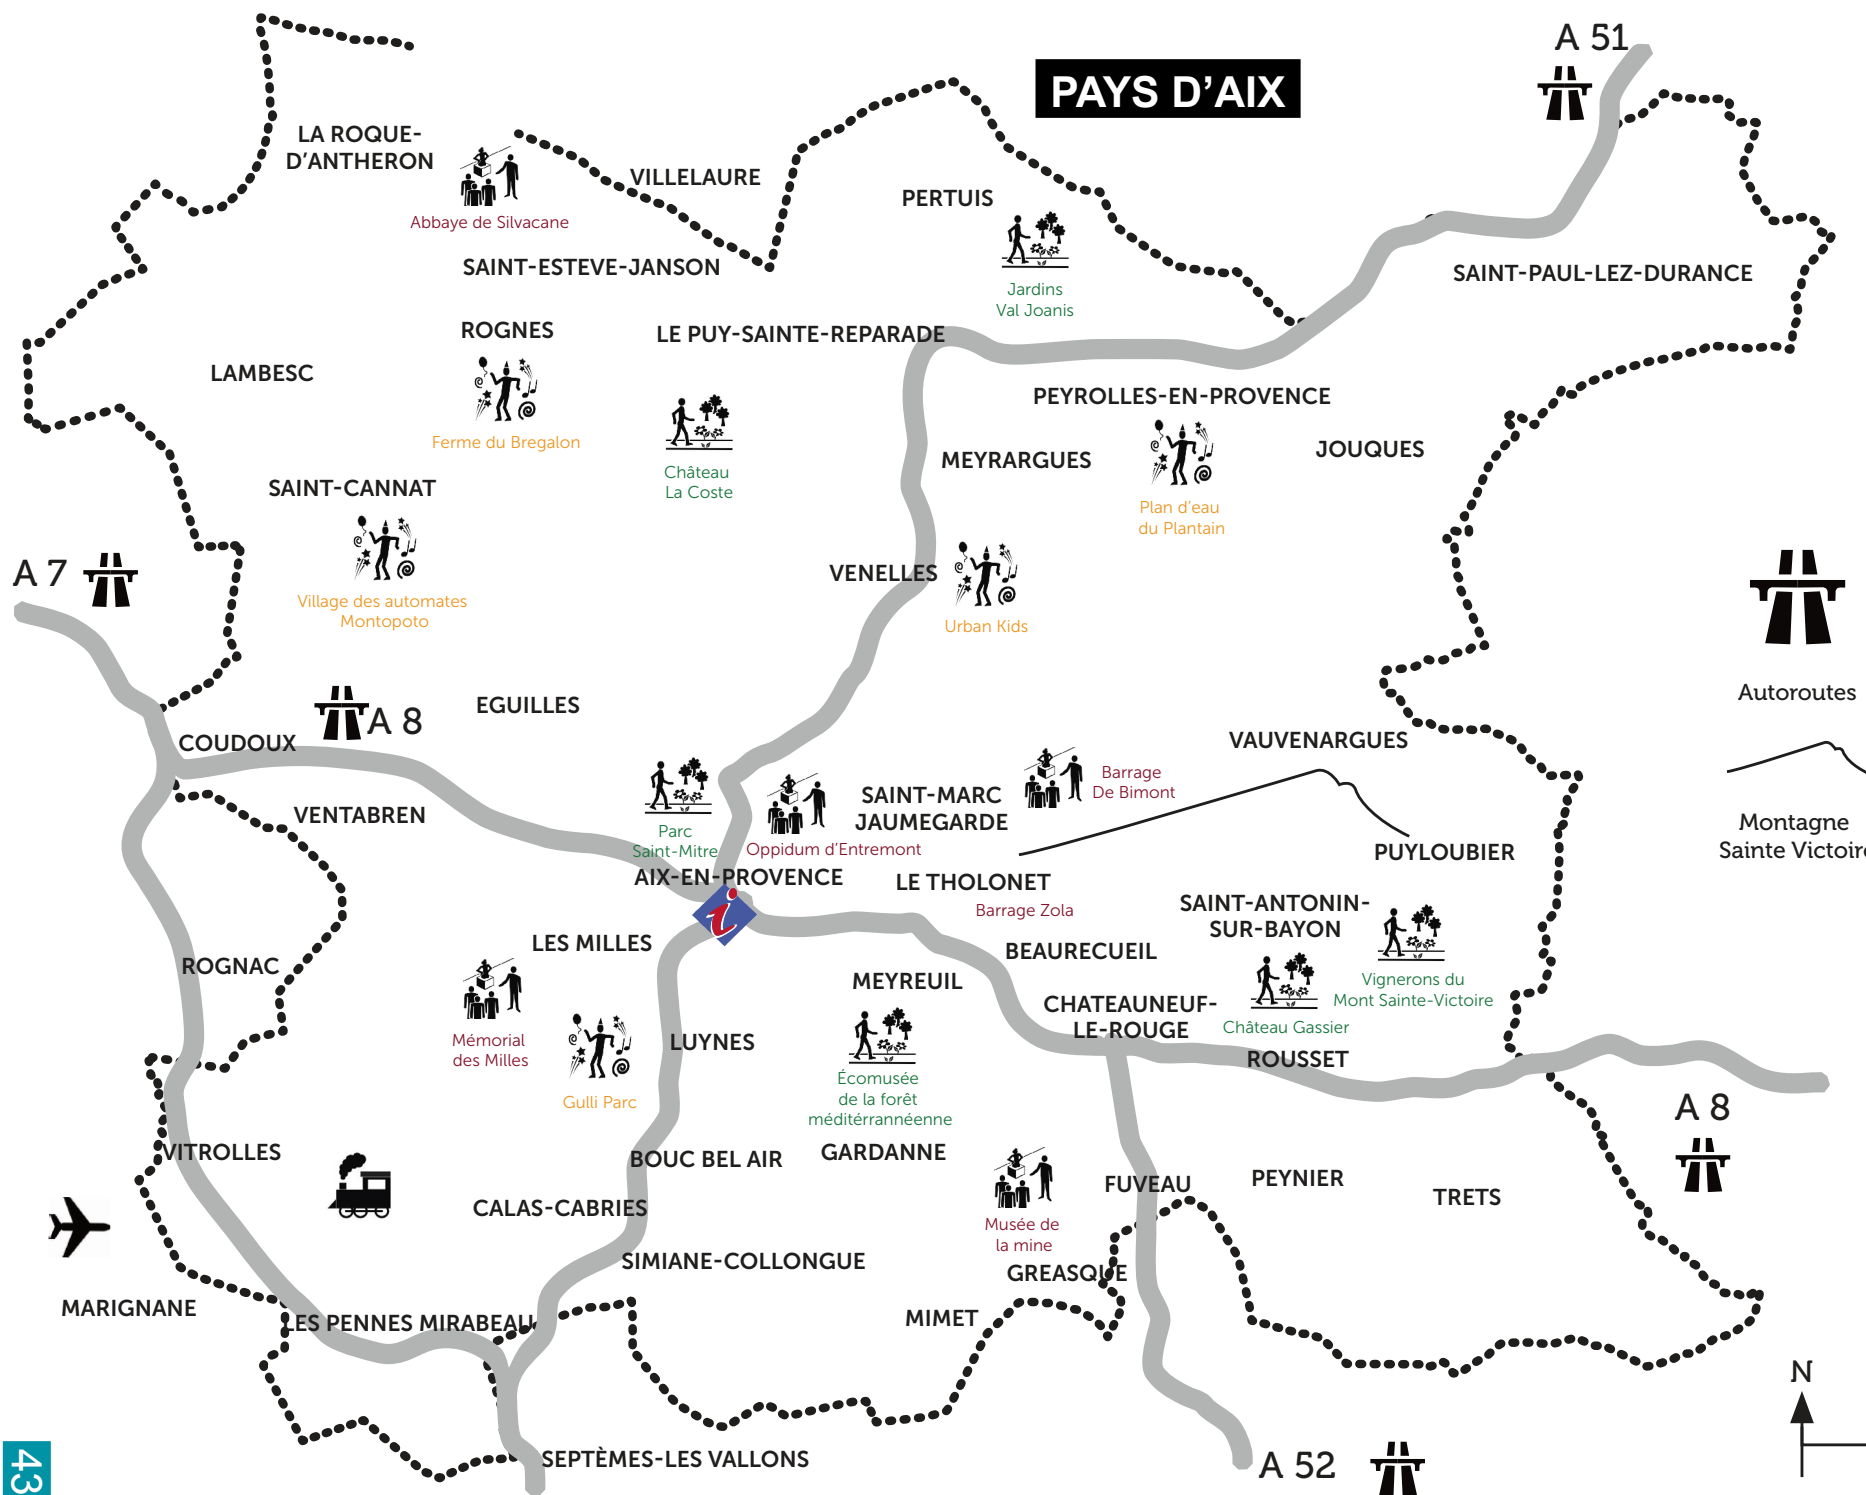 A 51
PAYS D'AIX
LA ROQUE-
D'ANTHERON
VILLELAURE
PERTUIS
Abbaye de Silvacane
SAINT-ESTEVE-JANSON
SAINT-PAUL-LEZ-DURANCE
Jardins
Val Joanis
ROGNES
LE PUY-SAINTE-REPARADE
LAMBESC
PEYROLLES-EN-PROVENCE
Ferme du Bregalon
JOUQUES
MEYRARGUES
Château
La Coste
SAINT-CANNAT
Plan d'eau
du Plantain
A 7
VENELLES
Village des automates
Montopoto
Urban Kids
Autoroutes
EGUILLES
A 8
COUDOUX
VAUVENARGUES
Barrage
De Bimont
SAINT-MARC
JAUMEGARDE
VENTABREN
Montagne
Sainte Victoire
Parc
Saint-Mitre
Oppidum d'Entremont
PUYLOUBIER
AIX-EN-PROVENCE
LE THOLONET
Barrage Zola
SAINT-ANTONIN-
SUR-BAYON
i
LES MILLES
BEAURECUEIL
ROGNAC
MEYREUIL
Vignerons du
Mont Sainte-Victoire
CHATEAUNEUF-
LE-ROUGE
Château Gassier
Mémorial
des Milles
LUYNES
ROUSSET
Écomusée
de la forêt
méditérrannéenne
Gulli Parc
A 8
VITROLLES
BOUC BEL AIR
GARDANNE
FUVEAU
PEYNIER
TRETS
CALAS-CABRIES
Musée de
la mine
SIMIANE-COLLONGUE
GREASQUE
MARIGNANE
LES PENNES MIRABEAU
MIMET
N
SEPTÈMES-LES VALLONS
A 52
43